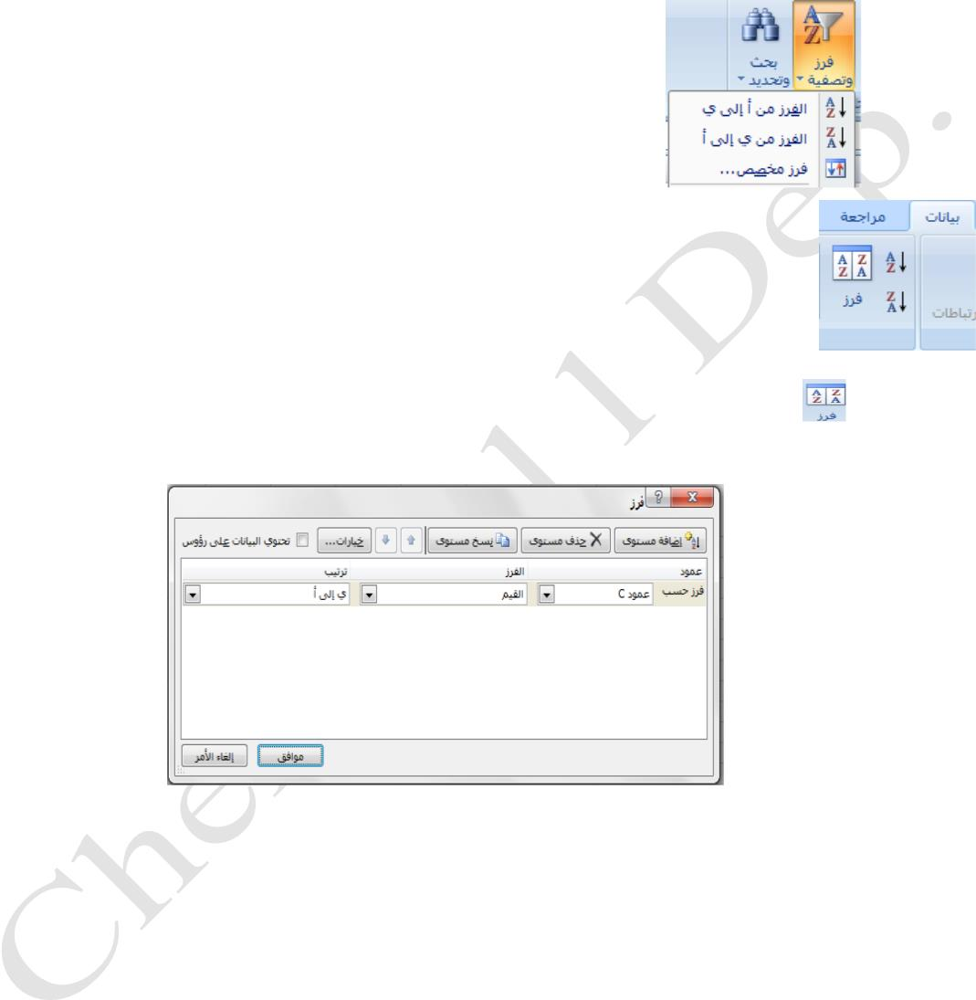 فرز وتصفية
بحث وتحديد
الفرز من أ إلى ي
الفرز من ي إلى أ
فرز مخصص...
بيانات مراجعة
A Z
Z A
فرز
رتباطات
A Z
Z A
فرز
فرز
إضافة مستوى حذف مستوى نسخ مستوى خيارات... تحتوي البيانات على رؤوس
عمود الفرز ترتيب
فرز حسب عمود C القيم ي إلى أ
موافق إلغاء الأمر
Dep.